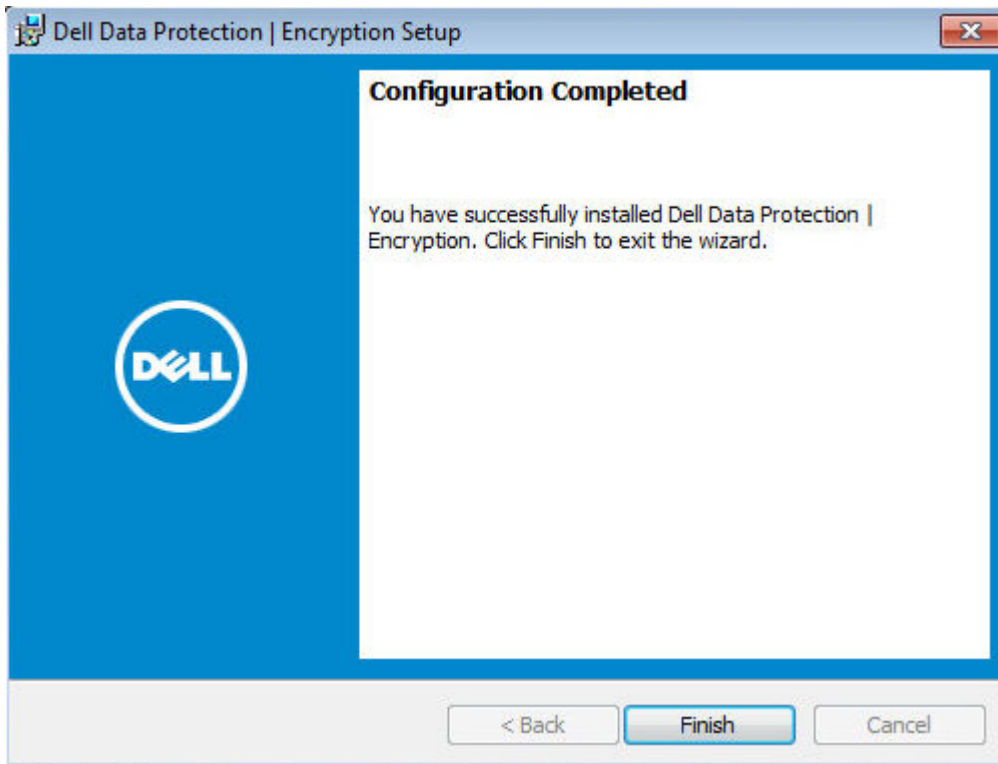 Dell Data Protection | Encryption Setup
Configuration Completed
You have successfully installed Dell Data Protection |
Encryption. Click Finish to exit the wizard.
DELL
< Back
Finish
Cancel